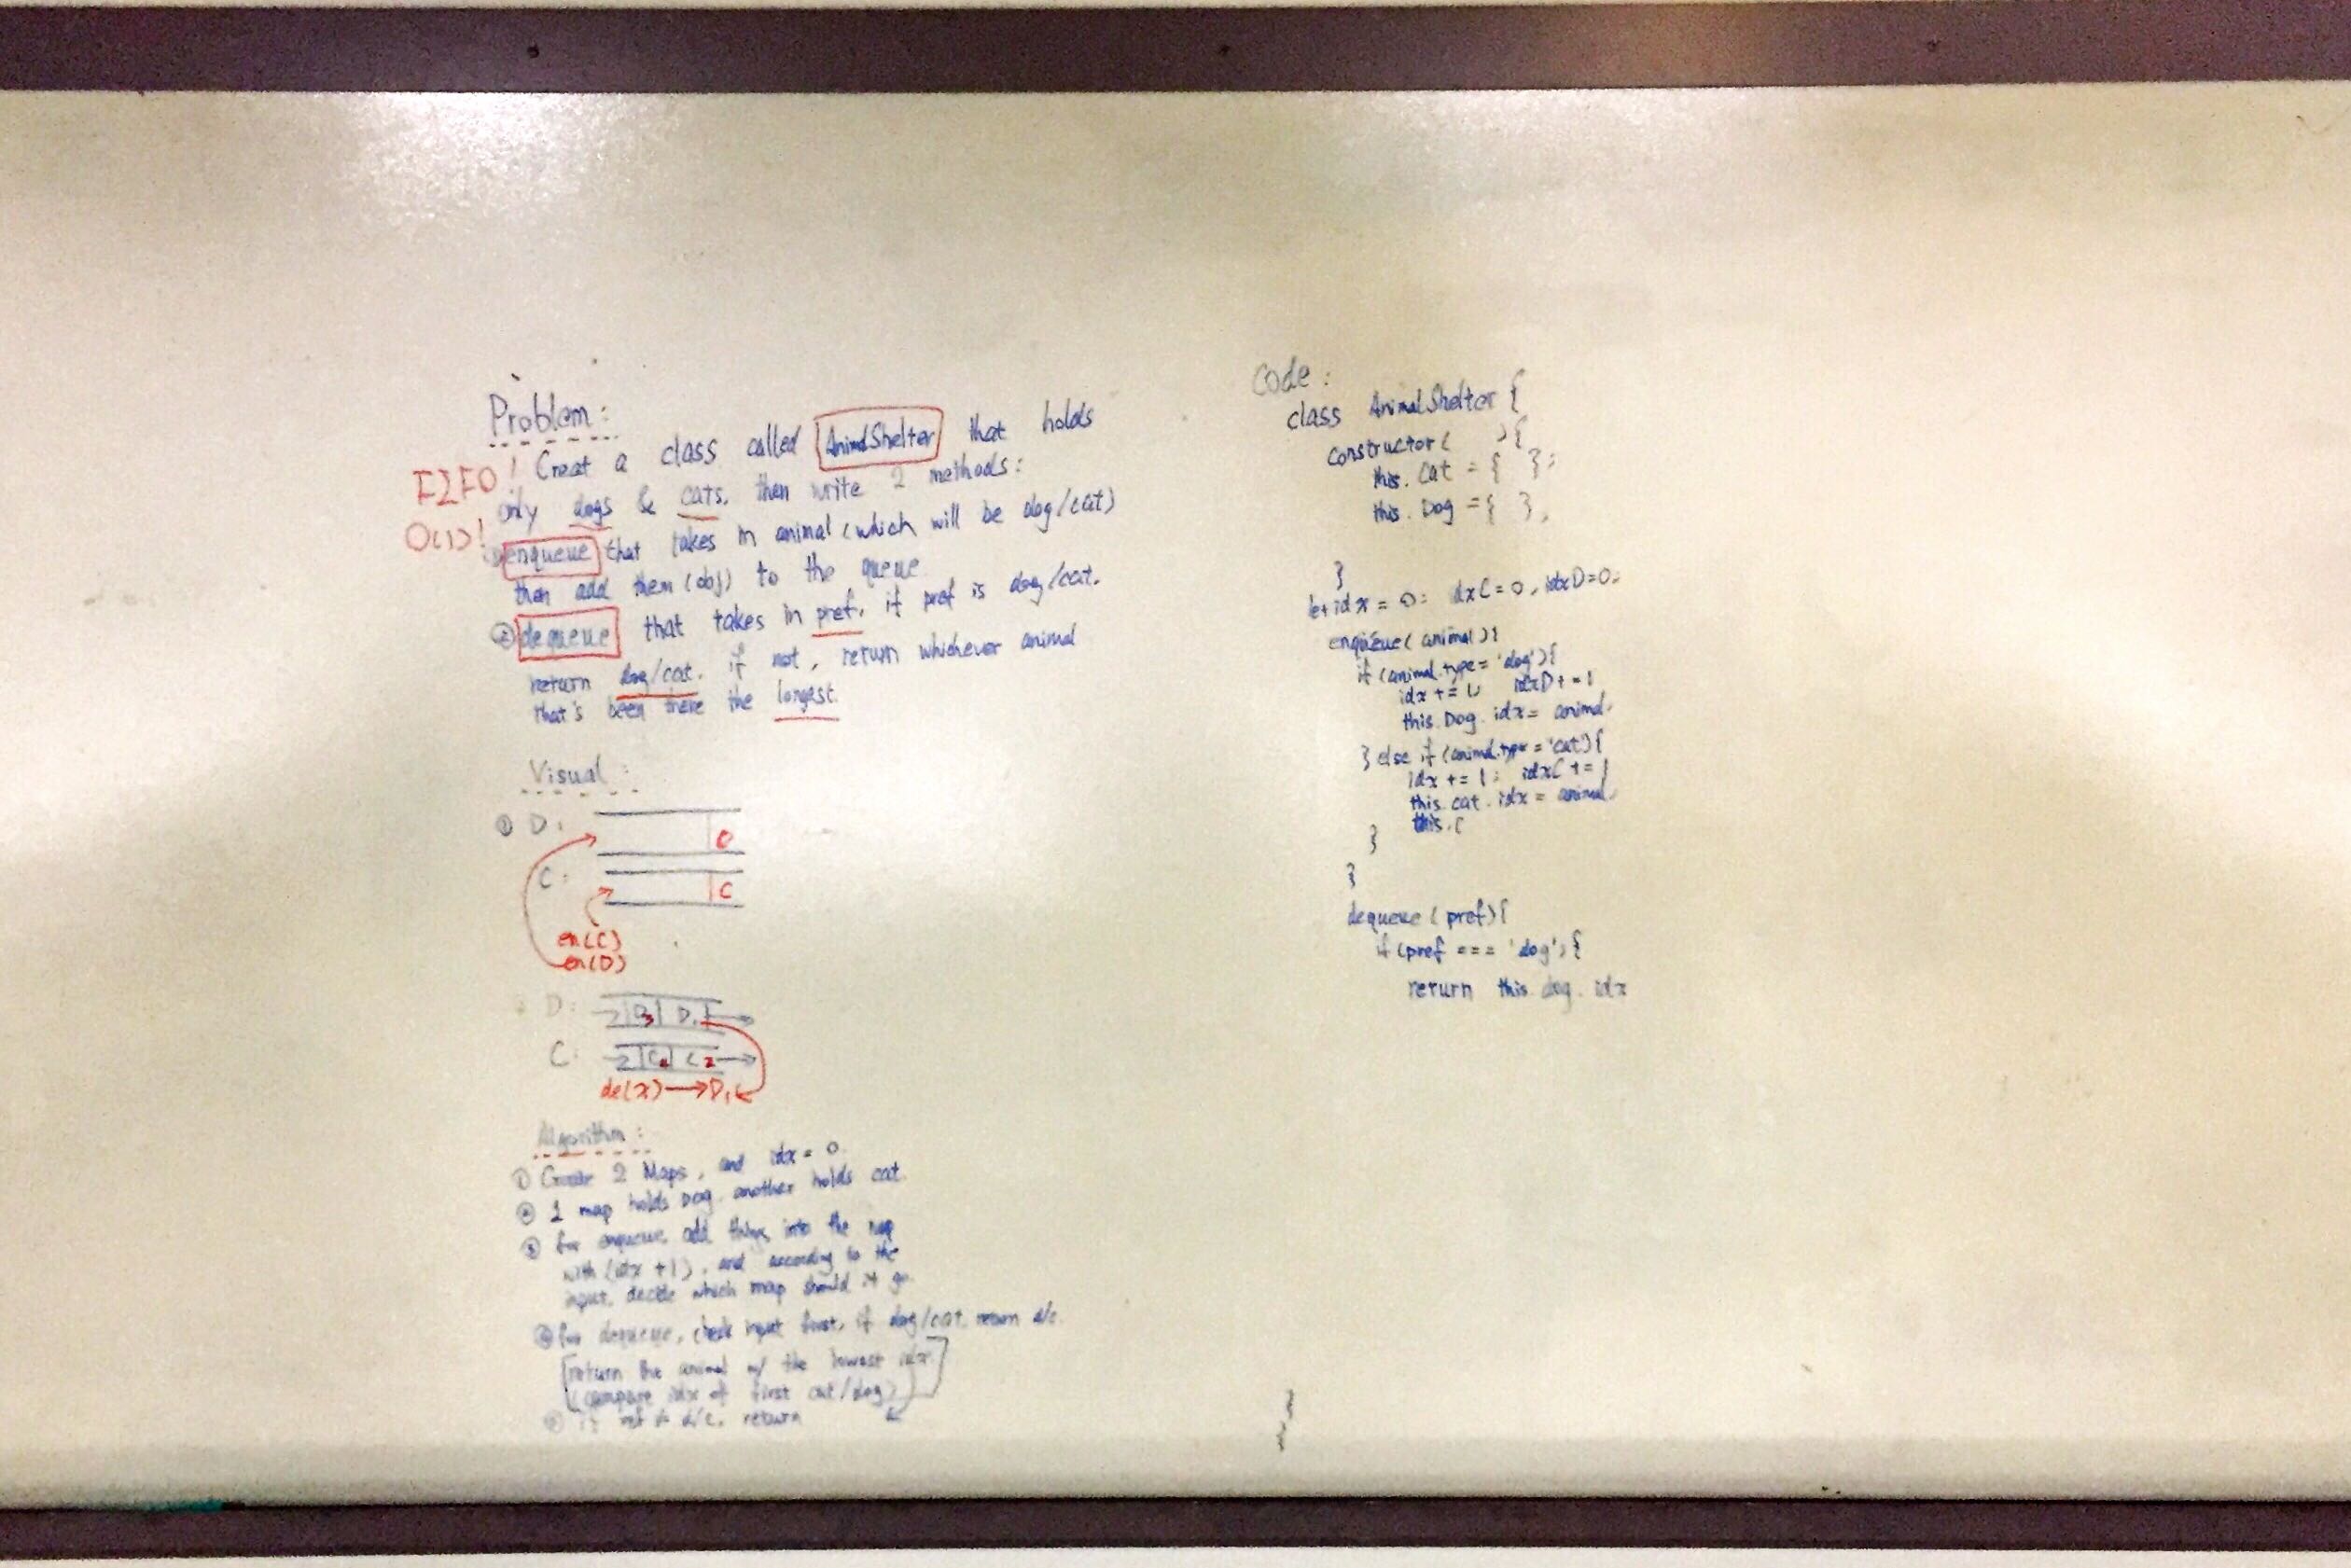 Problem:
FIFO!
O(1)!
Creat a class called AnimalShelter that holds
only dogs & cats. then write 2 methods:
enqueue that takes in animal (which will be dog/cat)
then add them (obj) to the queue
② dequeue that takes in pref. if pref is dog/cat.
return dog/cat. if not, return whichever animal
that's been there the longest.
Visual:
① D:
D
C:
C
en(C)
en(D)
D: D3 D1
C: C4 C2
de(x) → D1
Algorithm:
① Create 2 Maps, and idx = 0
② 1 map holds Dog. another holds cat.
③ for enqueue, add things into the map
with (idx +1), and according to the
input, decide which map should it go.
④ for dequeue, check input first, if dog/cat. return d/c.
[return the animal w/ the lowest idx
(compare idx of first cat/dog)]
if not d/c, return
Code:
class AnimalShelter {
constructor( ){
this. Cat = { };
this. Dog = { },
}
let idx = 0; idxC = 0, idxD=0;
enqueue( animal ){
if (animal.type = 'dog'){
idx += 1; idxD += 1
this.Dog. idx = animal.
} else if (animal.type = 'cat'){
idx += 1; idxC += 1
this.cat. idx = animal.
this.C
}
}
dequeue ( pref){
if (pref === 'dog'){
return this.dog. idx
}
}